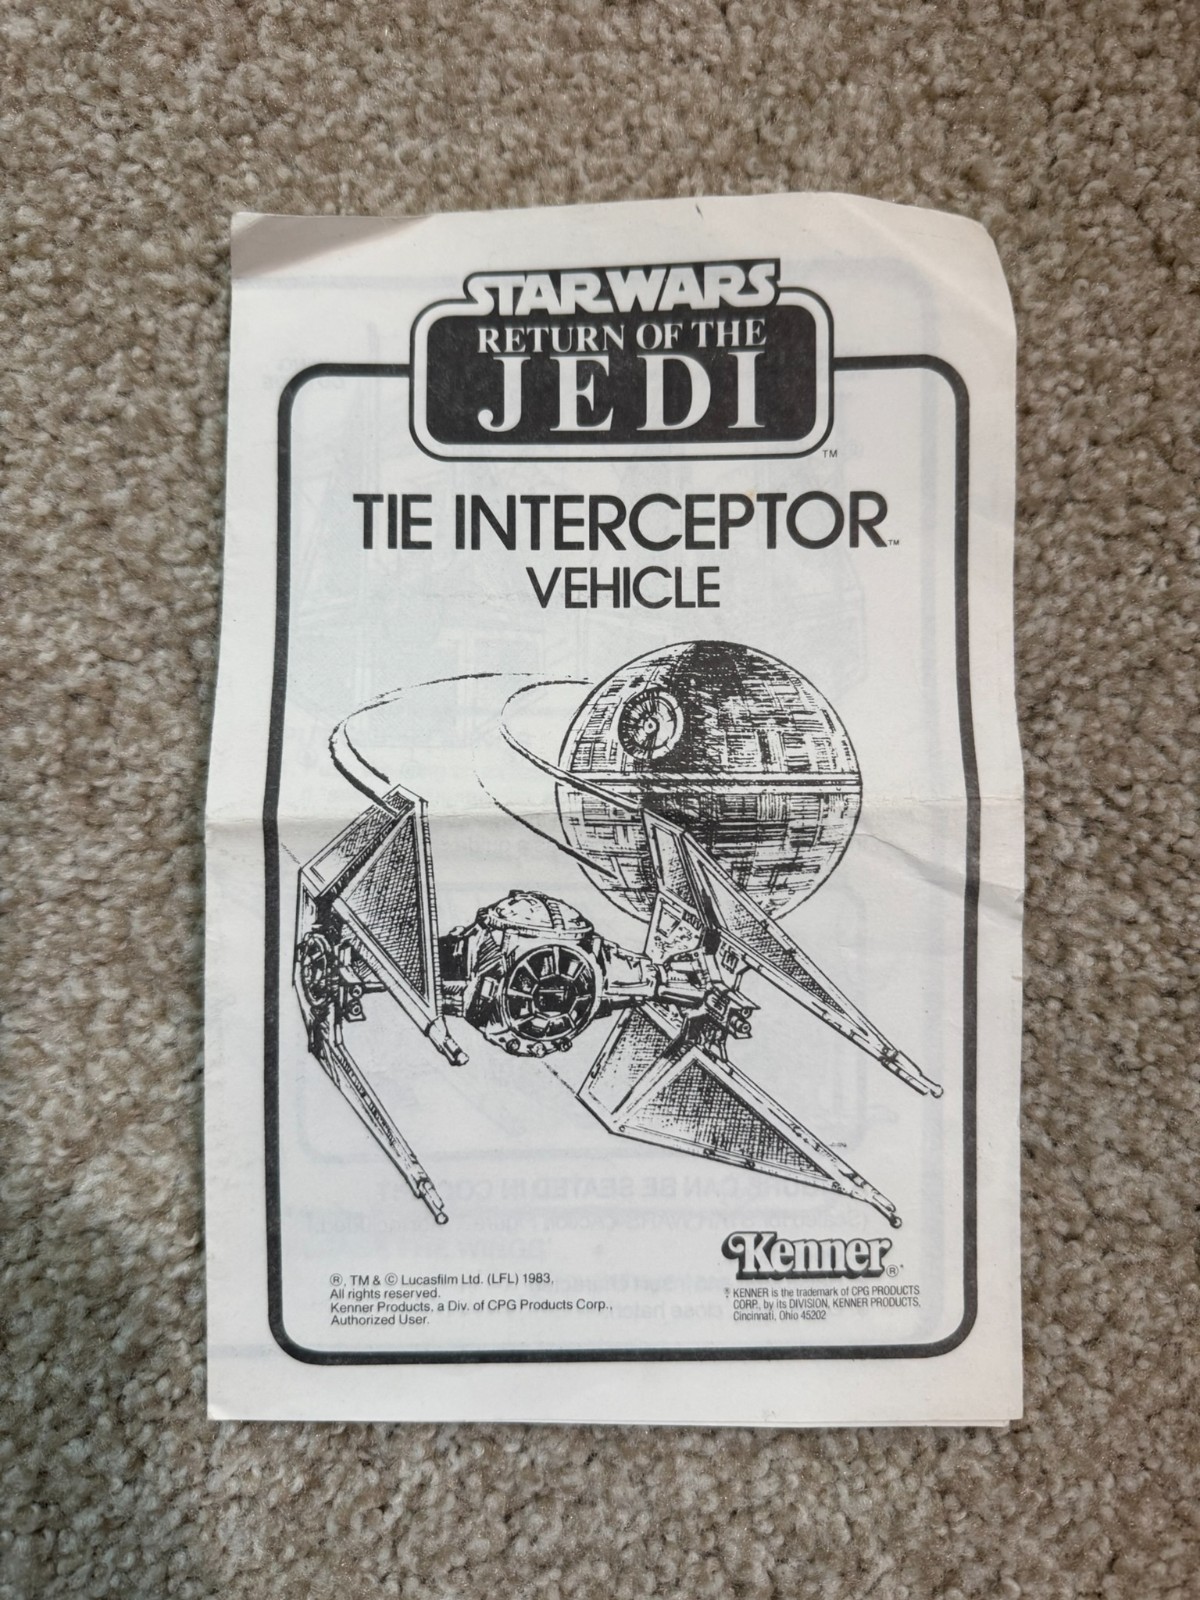 STAR WARS
RETURN OF THE
JEDI
TM
TIE INTERCEPTOR™
VEHICLE
Kenner®
®, TM & © Lucasfilm Ltd. (LFL) 1983.
All rights reserved.
Kenner Products, a Div. of CPG Products Corp.,
Authorized User.
KENNER is the trademark of CPG PRODUCTS
CORP., by its DIVISION, KENNER PRODUCTS,
Cincinnati, Ohio 45202